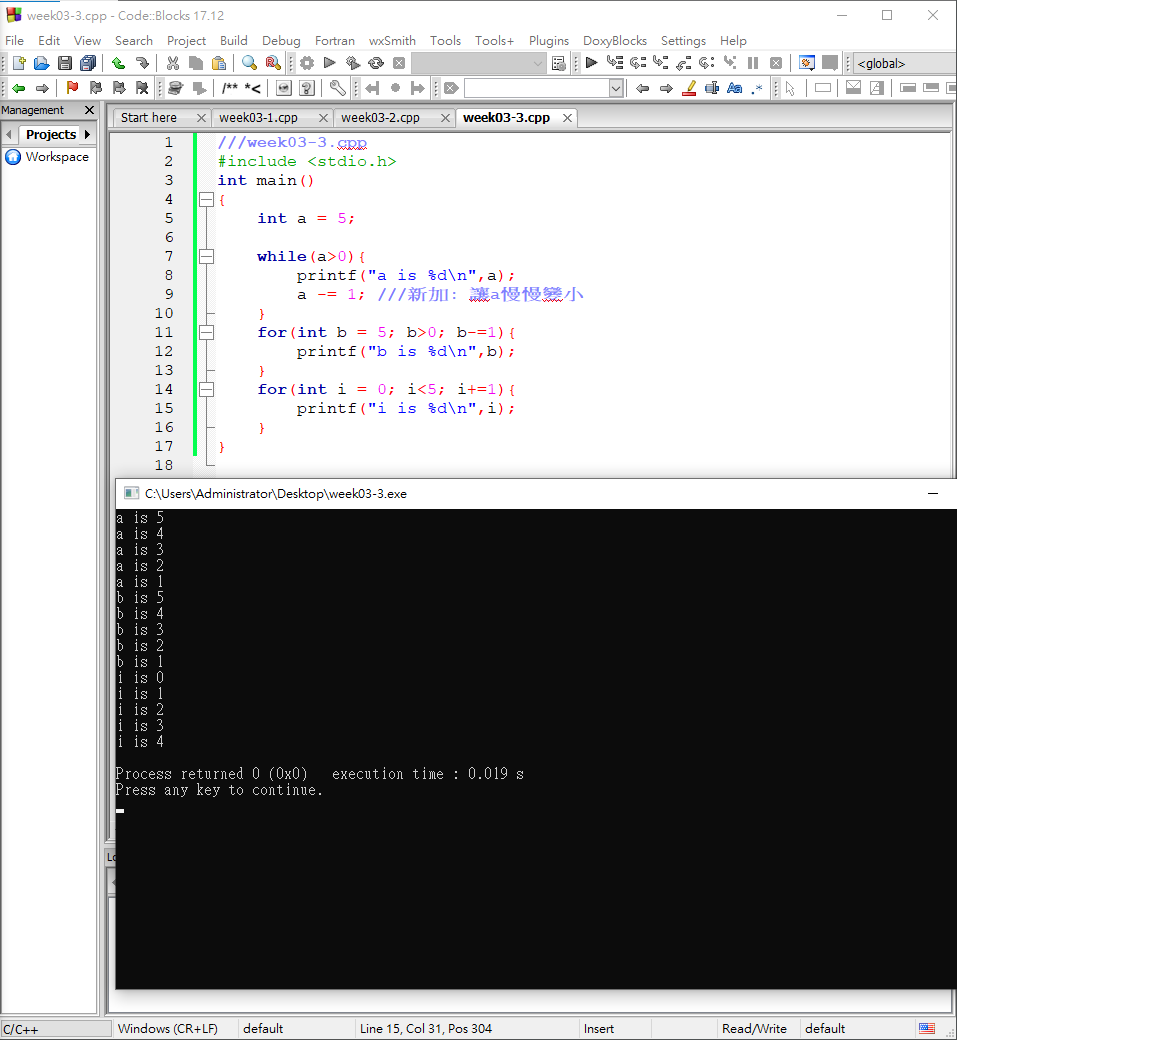 week03-3.cpp - Code::Blocks 17.12
File Edit View Search Project Build Debug Fortran wxSmith Tools Tools+ Plugins DoxyBlocks Settings Help
<global>
/** *<
Management
Projects
Workspace
Start here week03-1.cpp week03-2.cpp week03-3.cpp
1 ///week03-3.cpp
2 #include <stdio.h>
3 int main()
4 {
5 int a = 5;
6
7 while(a>0){
8 printf("a is %d\n",a);
9 a -= 1; ///新加: 讓a慢慢變小
10 }
11 for(int b = 5; b>0; b-=1){
12 printf("b is %d\n",b);
13 }
14 for(int i = 0; i<5; i+=1){
15 printf("i is %d\n",i);
16 }
17 }
18
C:\Users\Administrator\Desktop\week03-3.exe
a is 5
a is 4
a is 3
a is 2
a is 1
b is 5
b is 4
b is 3
b is 2
b is 1
i is 0
i is 1
i is 2
i is 3
i is 4
Process returned 0 (0x0) execution time : 0.019 s
Press any key to continue.
C/C++ Windows (CR+LF) default Line 15, Col 31, Pos 304 Insert Read/Write default